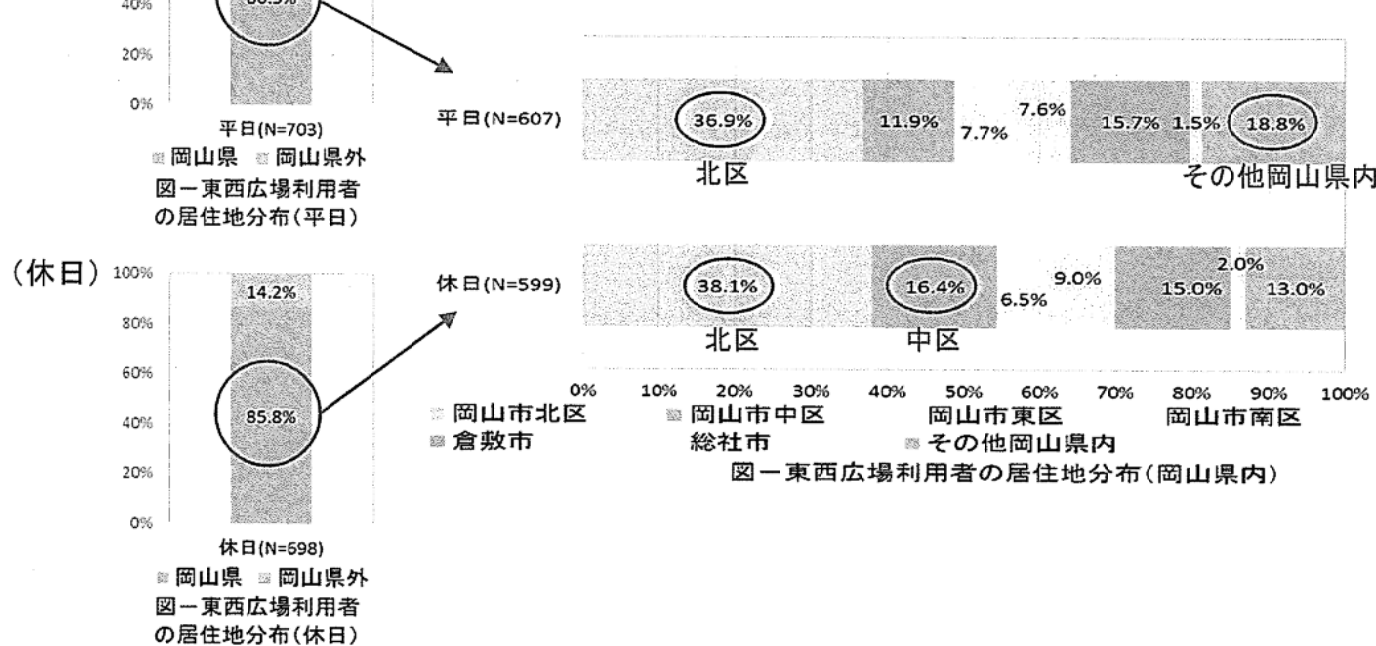 40%
20%
0%
平日(N=703)
岡山県 岡山県外
図ー東西広場利用者
の居住地分布(平日)
平日(N=607)
36.9%
11.9%
7.7%
7.6%
15.7%
1.5%
18.8%
北区
その他岡山県内
(休日)
100%
80%
60%
40%
20%
0%
14.2%
85.8%
休日(N=698)
岡山県 岡山県外
図ー東西広場利用者
の居住地分布(休日)
休日(N=599)
38.1%
16.4%
6.5%
9.0%
15.0%
2.0%
13.0%
北区
中区
0% 10% 20% 30% 40% 50% 60% 70% 80% 90% 100%
岡山市北区 岡山市中区 岡山市東区 岡山市南区
倉敷市 総社市 その他岡山県内
図ー東西広場利用者の居住地分布(岡山県内)